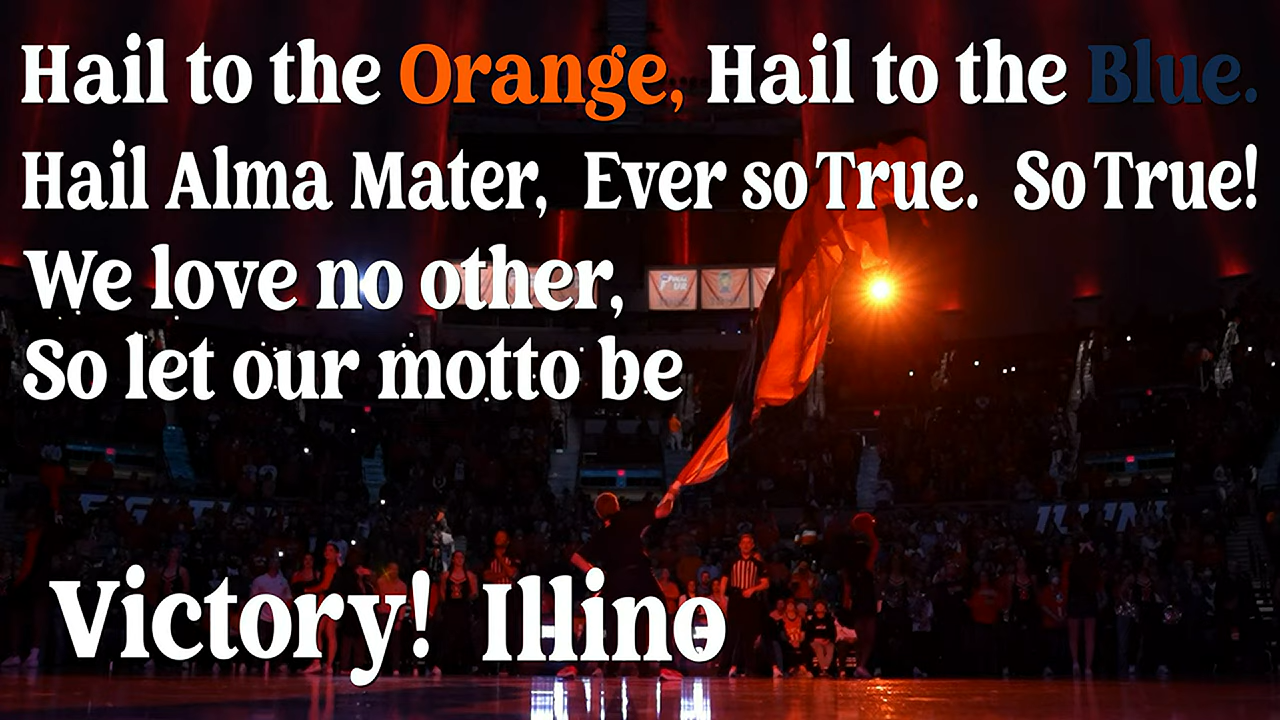 Hail to the Orange, Hail to the Blue.
Hail Alma Mater, Ever so True. So True!
We love no other,
So let our motto be
Victory! Illino